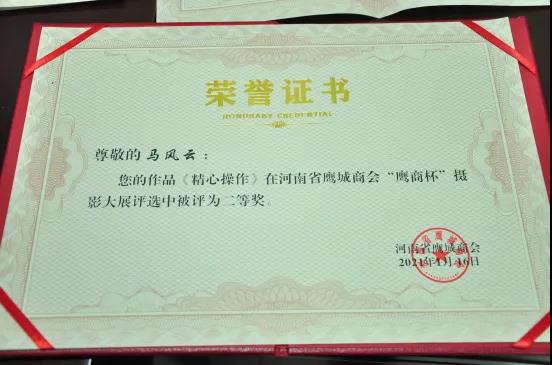 荣誉证书
HONORARY CREDENTIAL
尊敬的 马风云：
您的作品《精心操作》在河南省鹰城商会“鹰商杯”摄
影大展评选中被评为二等奖。
河南省鹰城商会